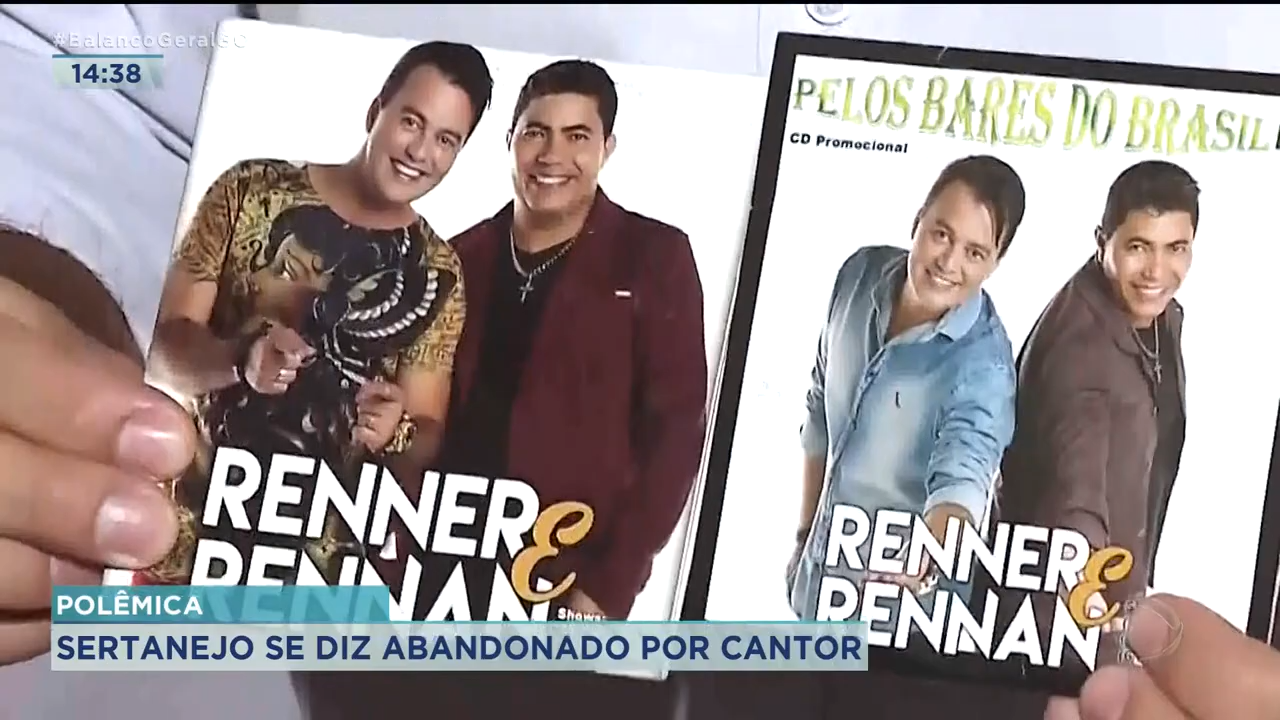 #BalançoGeralGC
14:38
PELOS BARES DO BRASIL
CD Promocional
RENNER E
RENNAN
RENNER E
RENNAN
POLÊMICA
SERTANEJO SE DIZ ABANDONADO POR CANTOR